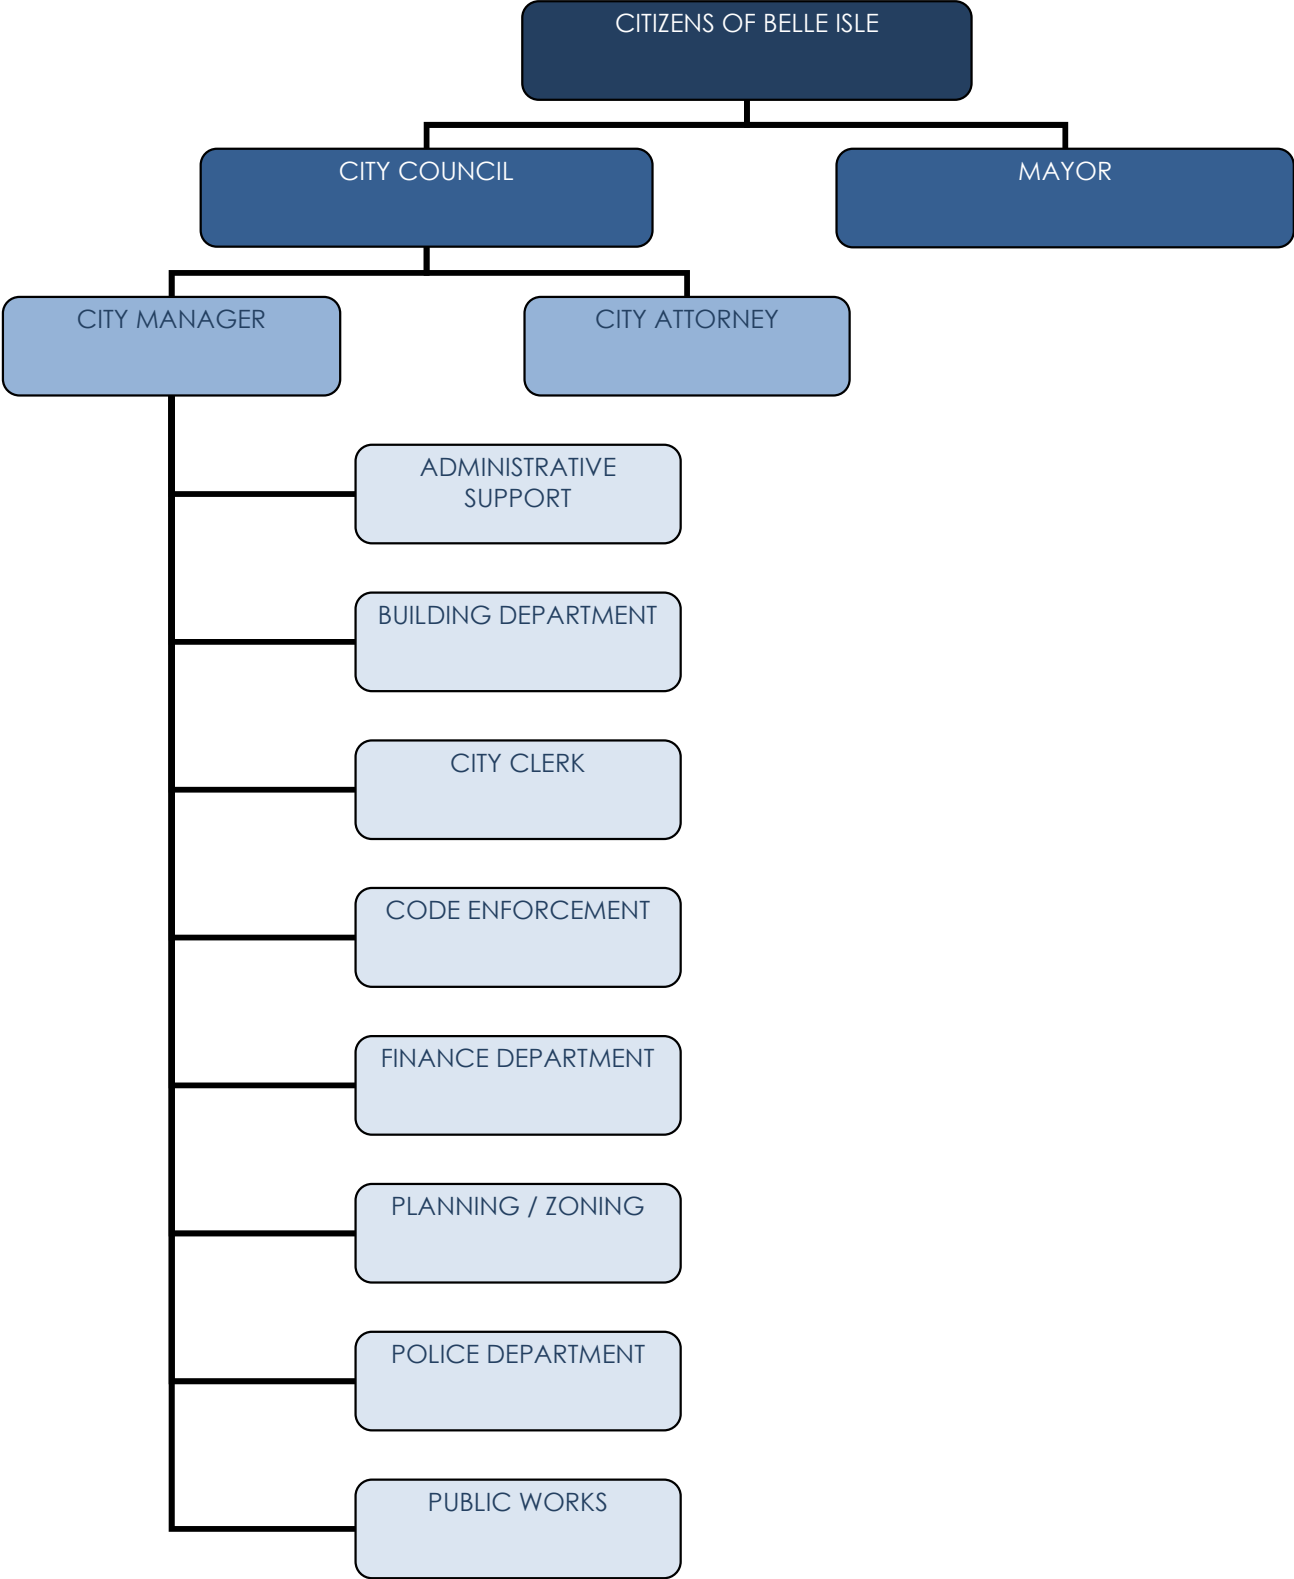 CITIZENS OF BELLE ISLE
CITY COUNCIL
MAYOR
CITY MANAGER
CITY ATTORNEY
ADMINISTRATIVE
SUPPORT
BUILDING DEPARTMENT
CITY CLERK
CODE ENFORCEMENT
FINANCE DEPARTMENT
PLANNING / ZONING
POLICE DEPARTMENT
PUBLIC WORKS